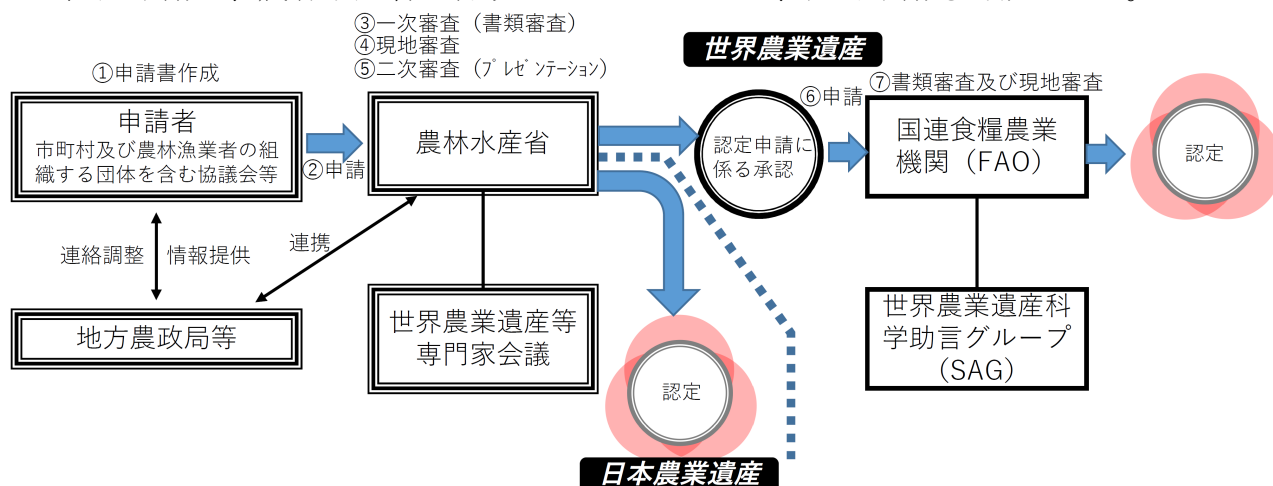 ③一次審査（書類審査）
④現地審査
⑤二次審査（ﾌﾟﾚｾﾞﾝﾃｰｼｮﾝ）
世界農業遺産
①申請書作成
⑥申請
⑦書類審査及び現地審査
申請者
市町村及び農林漁業者の組
織する団体を含む協議会等
②申請
農林水産省
認定申請に
係る承認
国連食糧農業
機関（FAO）
認定
連絡調整
情報提供
連携
地方農政局等
世界農業遺産等
専門家会議
世界農業遺産科
学助言グループ
(SAG)
認定
日本農業遺産